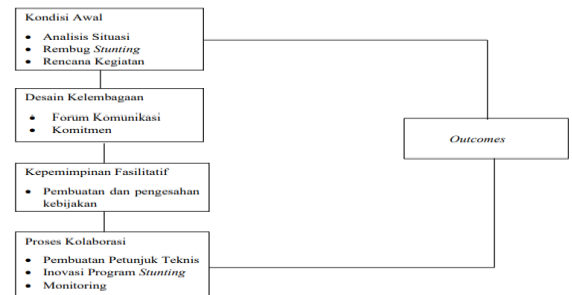 Kondisi Awal
• Analisis Situasi
• Rembug Stunting
• Rencana Kegiatan
Desain Kelembagaan
• Forum Komunikasi
• Komitmen
Kepemimpinan Fasilitatif
• Pembuatan dan pengesahan
kebijakan
Proses Kolaborasi
• Pembuatan Petunjuk Teknis
• Inovasi Program Stunting
• Monitoring
Outcomes